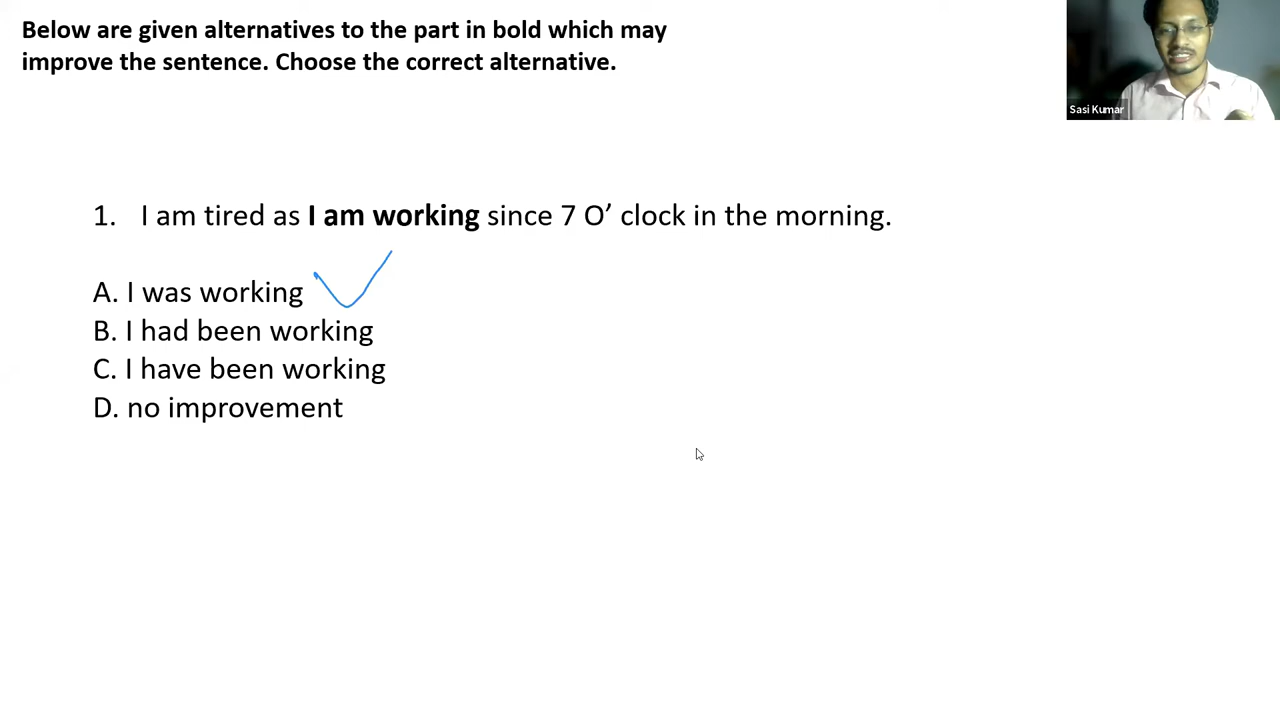 Below are given alternatives to the part in bold which may
improve the sentence. Choose the correct alternative.
Sasi Kumar
1. I am tired as I am working since 7 O’ clock in the morning.
A. I was working
B. I had been working
C. I have been working
D. no improvement